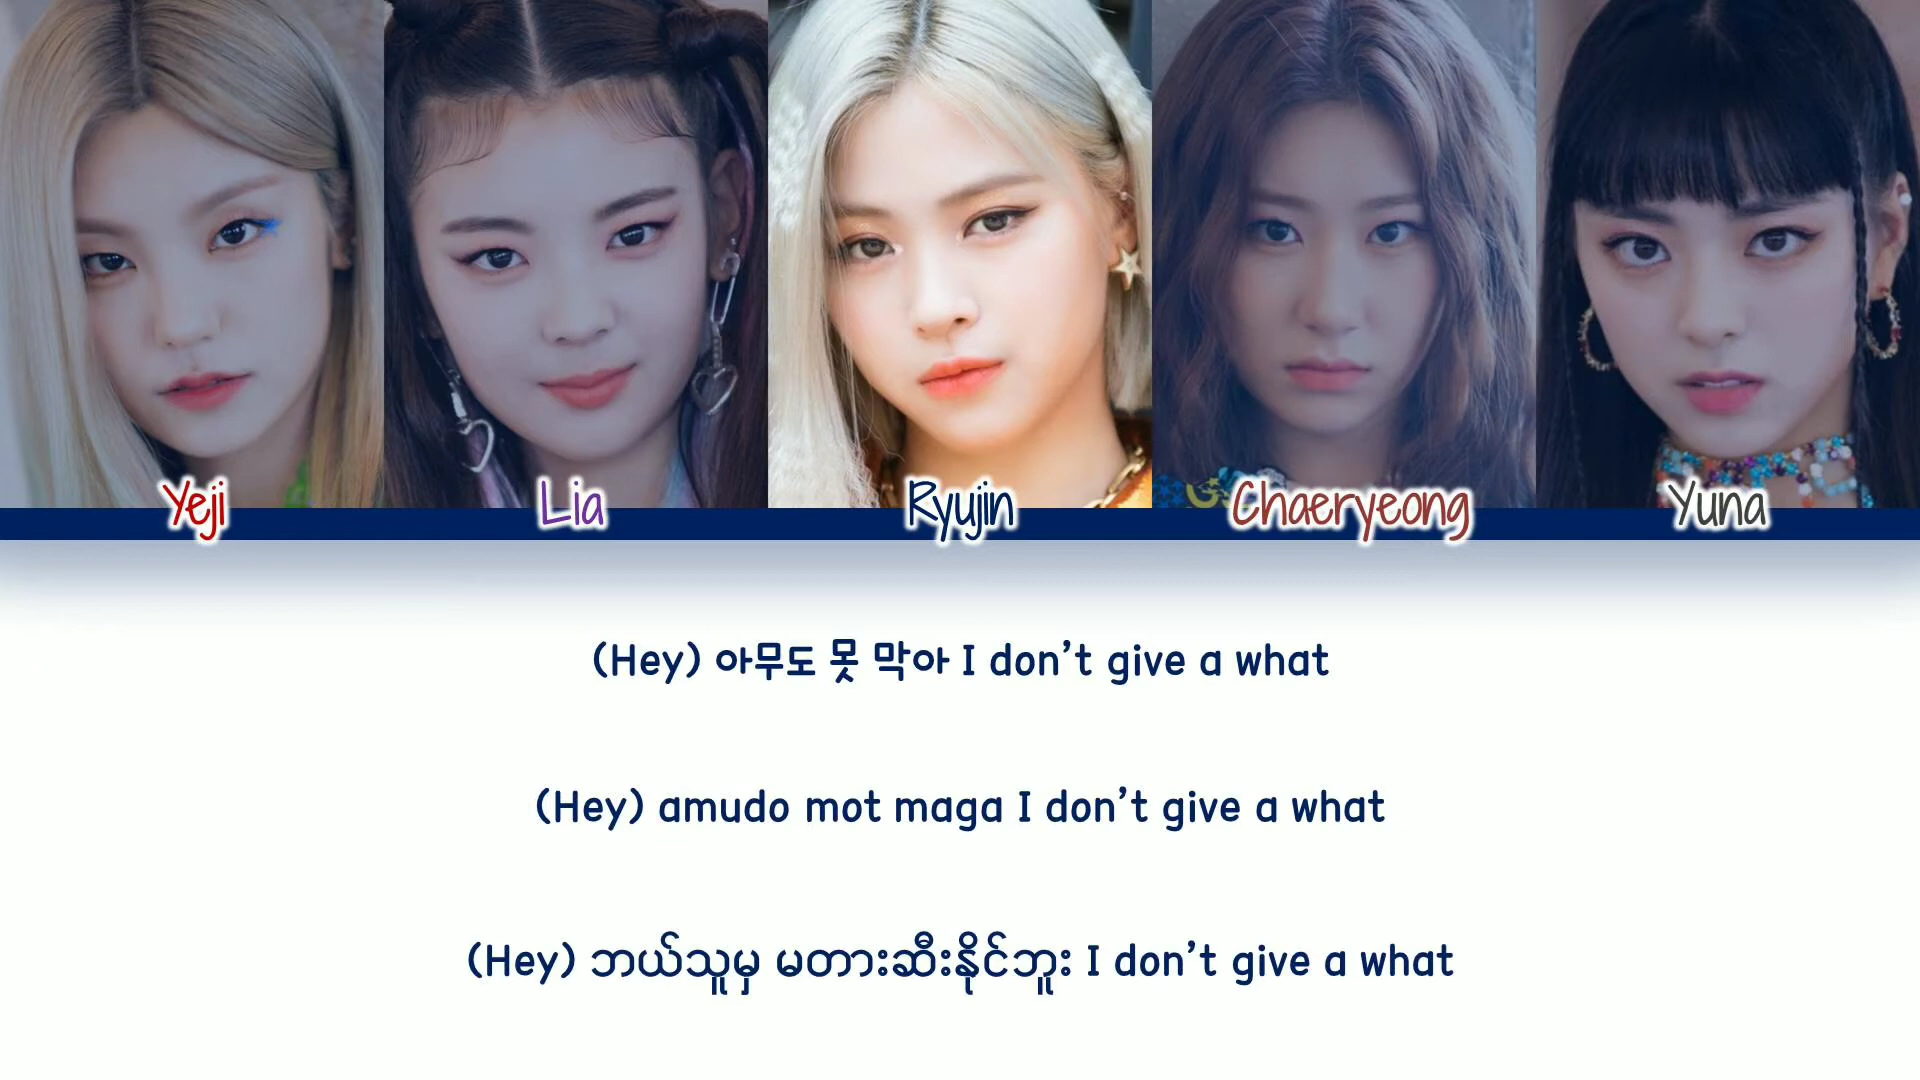 Yeji Lia Ryujin Chaeryeong Yuna
(Hey) 아무도 못 막아 I don’t give a what
(Hey) amudo mot maga I don’t give a what
(Hey) ဘယ်သူမှ မတားဆီးနိုင်ဘူး I don’t give a what